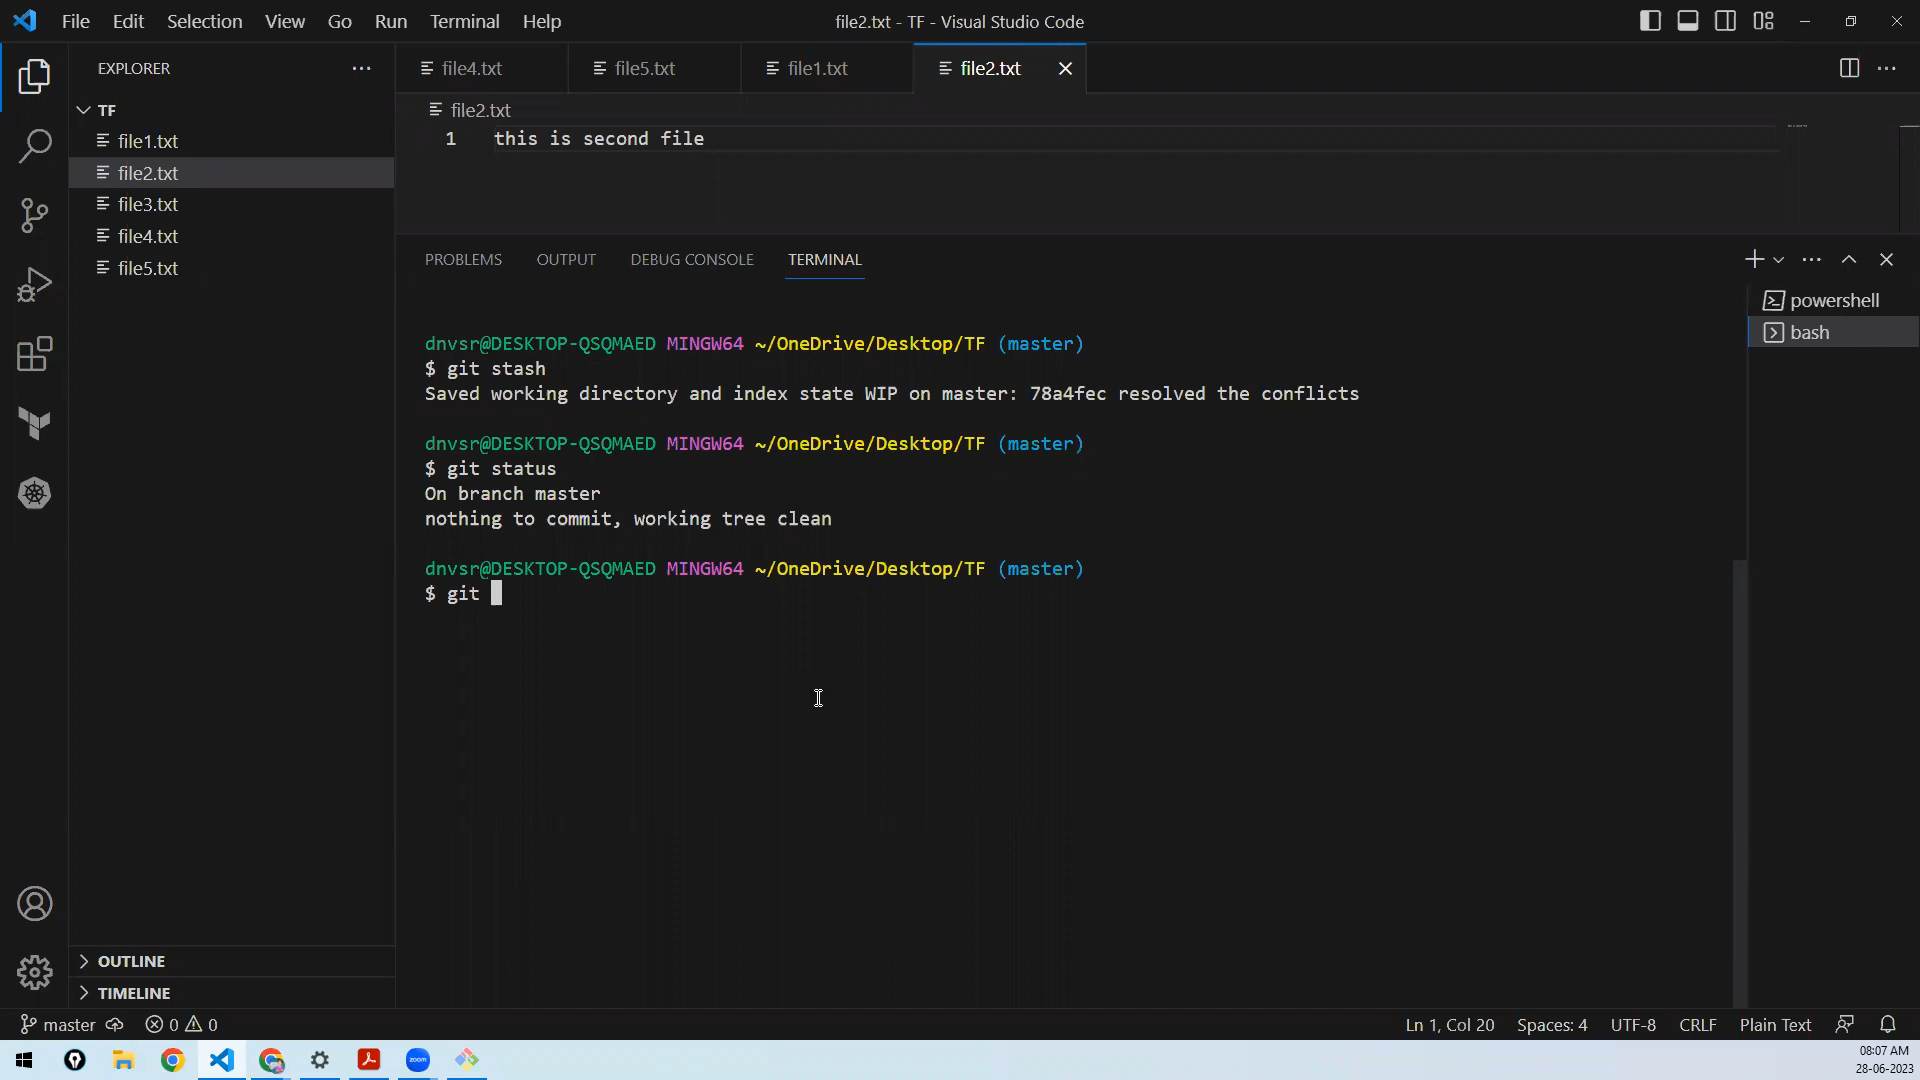 File Edit Selection View Go Run Terminal Help
file2.txt - TF - Visual Studio Code
EXPLORER
TF
file1.txt
file2.txt
file3.txt
file4.txt
file5.txt
OUTLINE
TIMELINE
file4.txt file5.txt file1.txt file2.txt
file2.txt
1 this is second file
PROBLEMS OUTPUT DEBUG CONSOLE TERMINAL
powershell
bash
dnvsr@DESKTOP-QSQMAED MINGW64 ~/OneDrive/Desktop/TF (master)
$ git stash
Saved working directory and index state WIP on master: 78a4fec resolved the conflicts
dnvsr@DESKTOP-QSQMAED MINGW64 ~/OneDrive/Desktop/TF (master)
$ git status
On branch master
nothing to commit, working tree clean
dnvsr@DESKTOP-QSQMAED MINGW64 ~/OneDrive/Desktop/TF (master)
$ git
master 0 0 Ln 1, Col 20 Spaces: 4 UTF-8 CRLF Plain Text
zoom
08:07 AM
28-06-2023